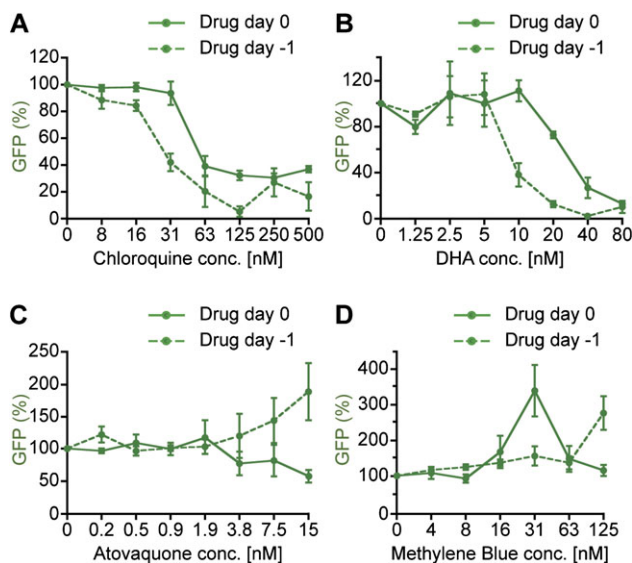 A
Drug day 0
Drug day -1
GFP (%)
120
100
80
60
40
20
0
0 8 16 31 63 125 250 500
Chloroquine conc. [nM]
B
Drug day 0
Drug day -1
GFP (%)
120
80
40
0
0 1.25 2.5 5 10 20 40 80
DHA conc. [nM]
C
Drug day 0
Drug day -1
GFP (%)
250
200
150
100
50
0
0 0.2 0.5 0.9 1.9 3.8 7.5 15
Atovaquone conc. [nM]
D
Drug day 0
Drug day -1
GFP (%)
400
300
200
100
0
0 4 8 16 31 63 125
Methylene Blue conc. [nM]